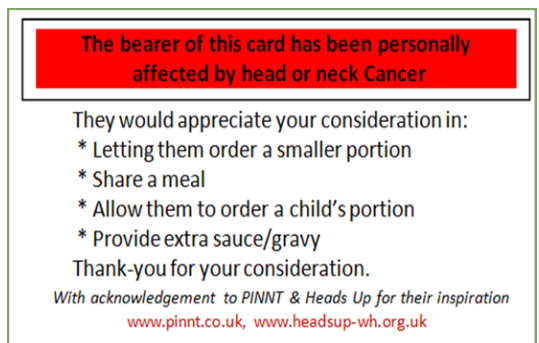 The bearer of this card has been personally
affected by head or neck Cancer
They would appreciate your consideration in:
* Letting them order a smaller portion
* Share a meal
* Allow them to order a child's portion
* Provide extra sauce/gravy
Thank-you for your consideration.
With acknowledgement to PINNT & Heads Up for their inspiration
www.pinnt.co.uk, www.headsup-wh.org.uk